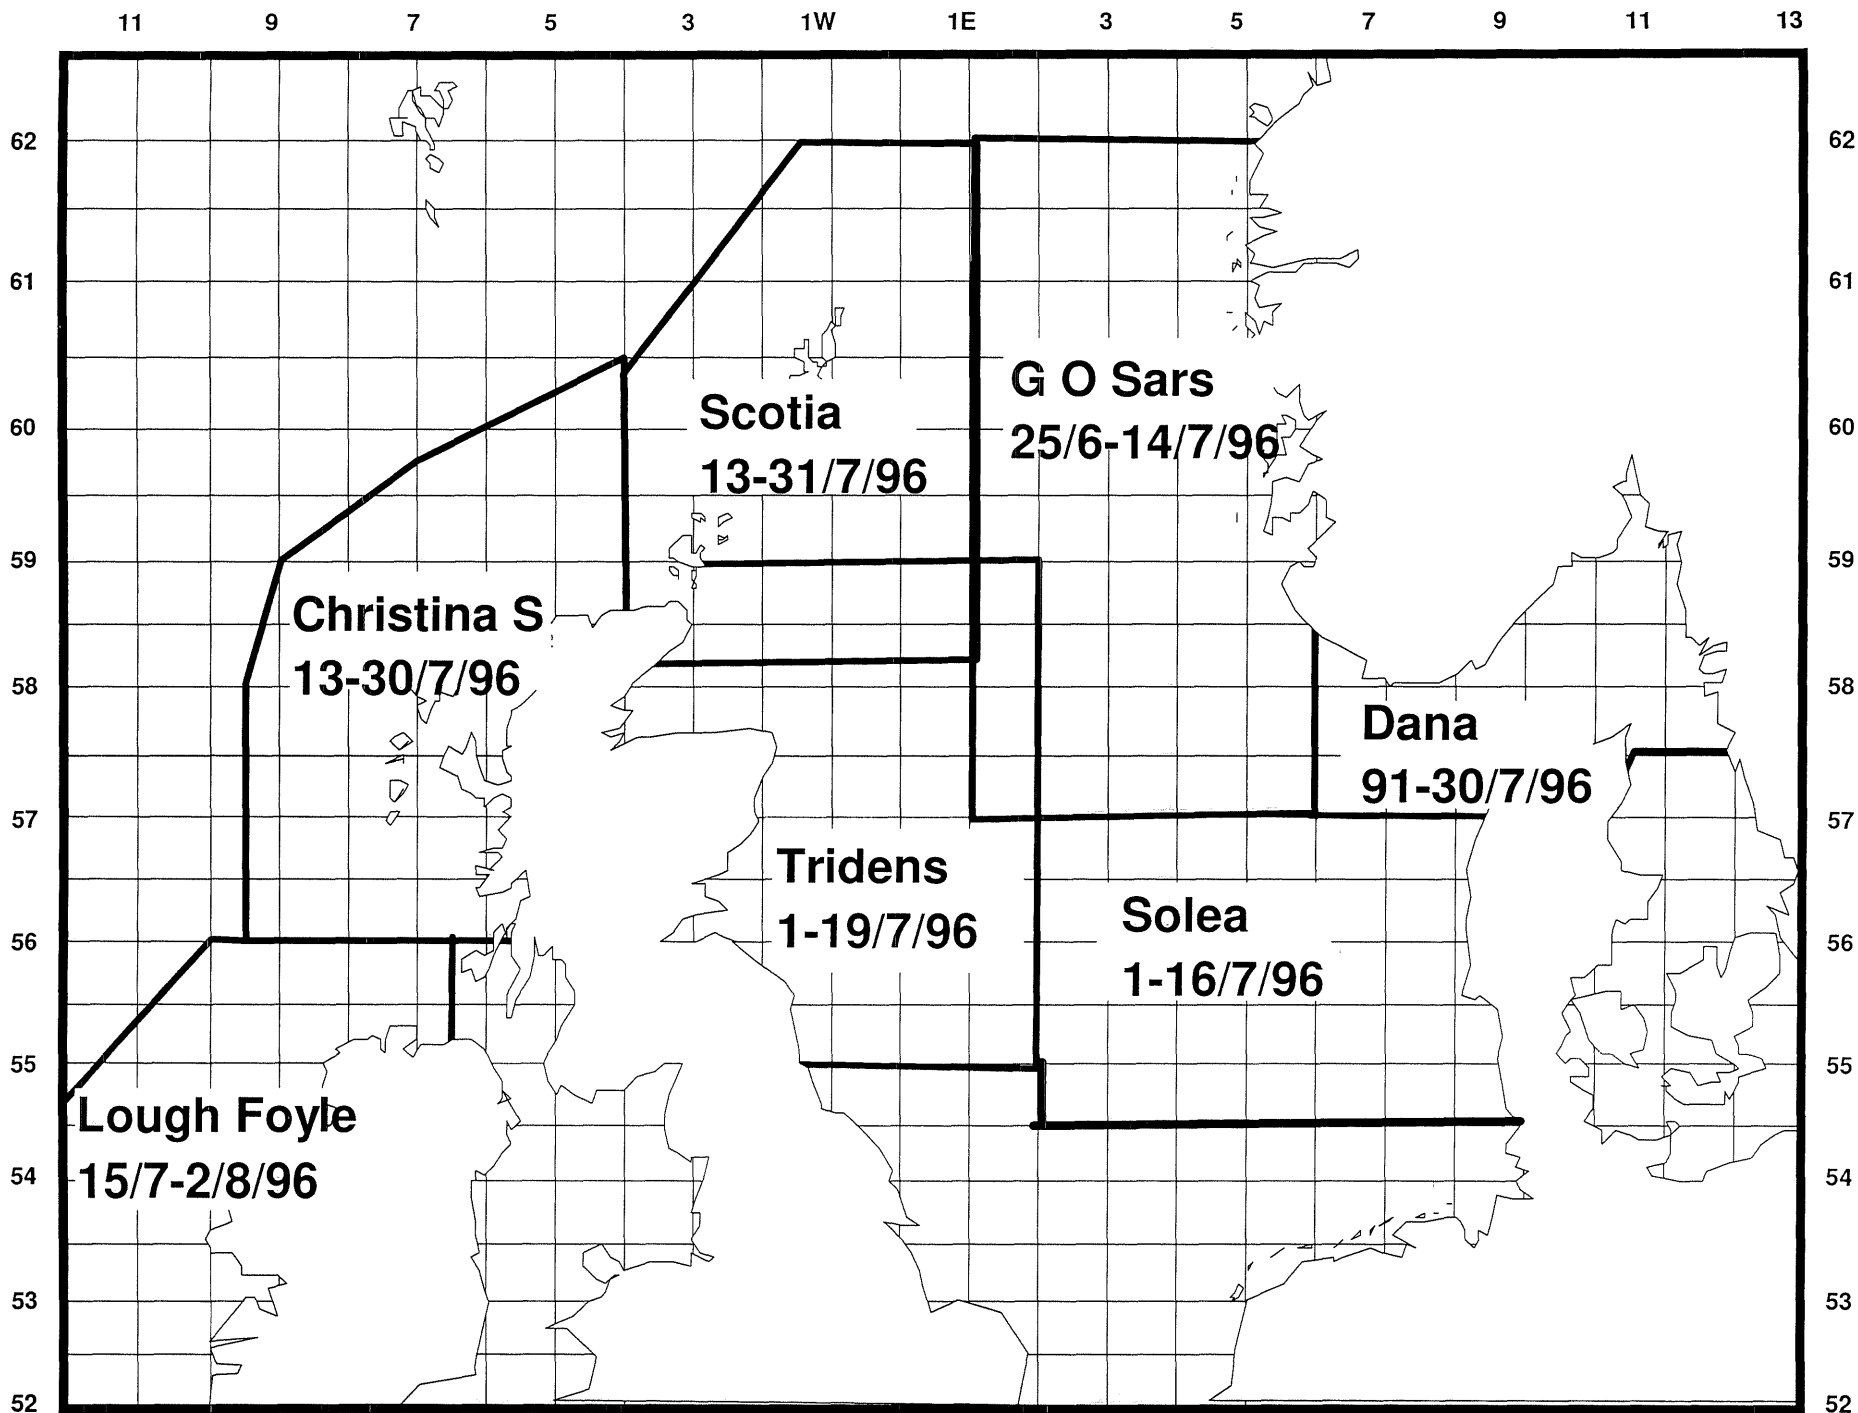 11 9 7 5 3 1W 1E 3 5 7 9 11 13
62 62
61 61
G O Sars
Scotia
60 25/6-14/7/96 60
13-31/7/96
59 59
Christina S
13-30/7/96
58 58
Dana
91-30/7/96
57 57
Tridens
Solea
1-19/7/96
56 56
1-16/7/96
55 55
Lough Foyle
54 15/7-2/8/96 54
53 53
52 52